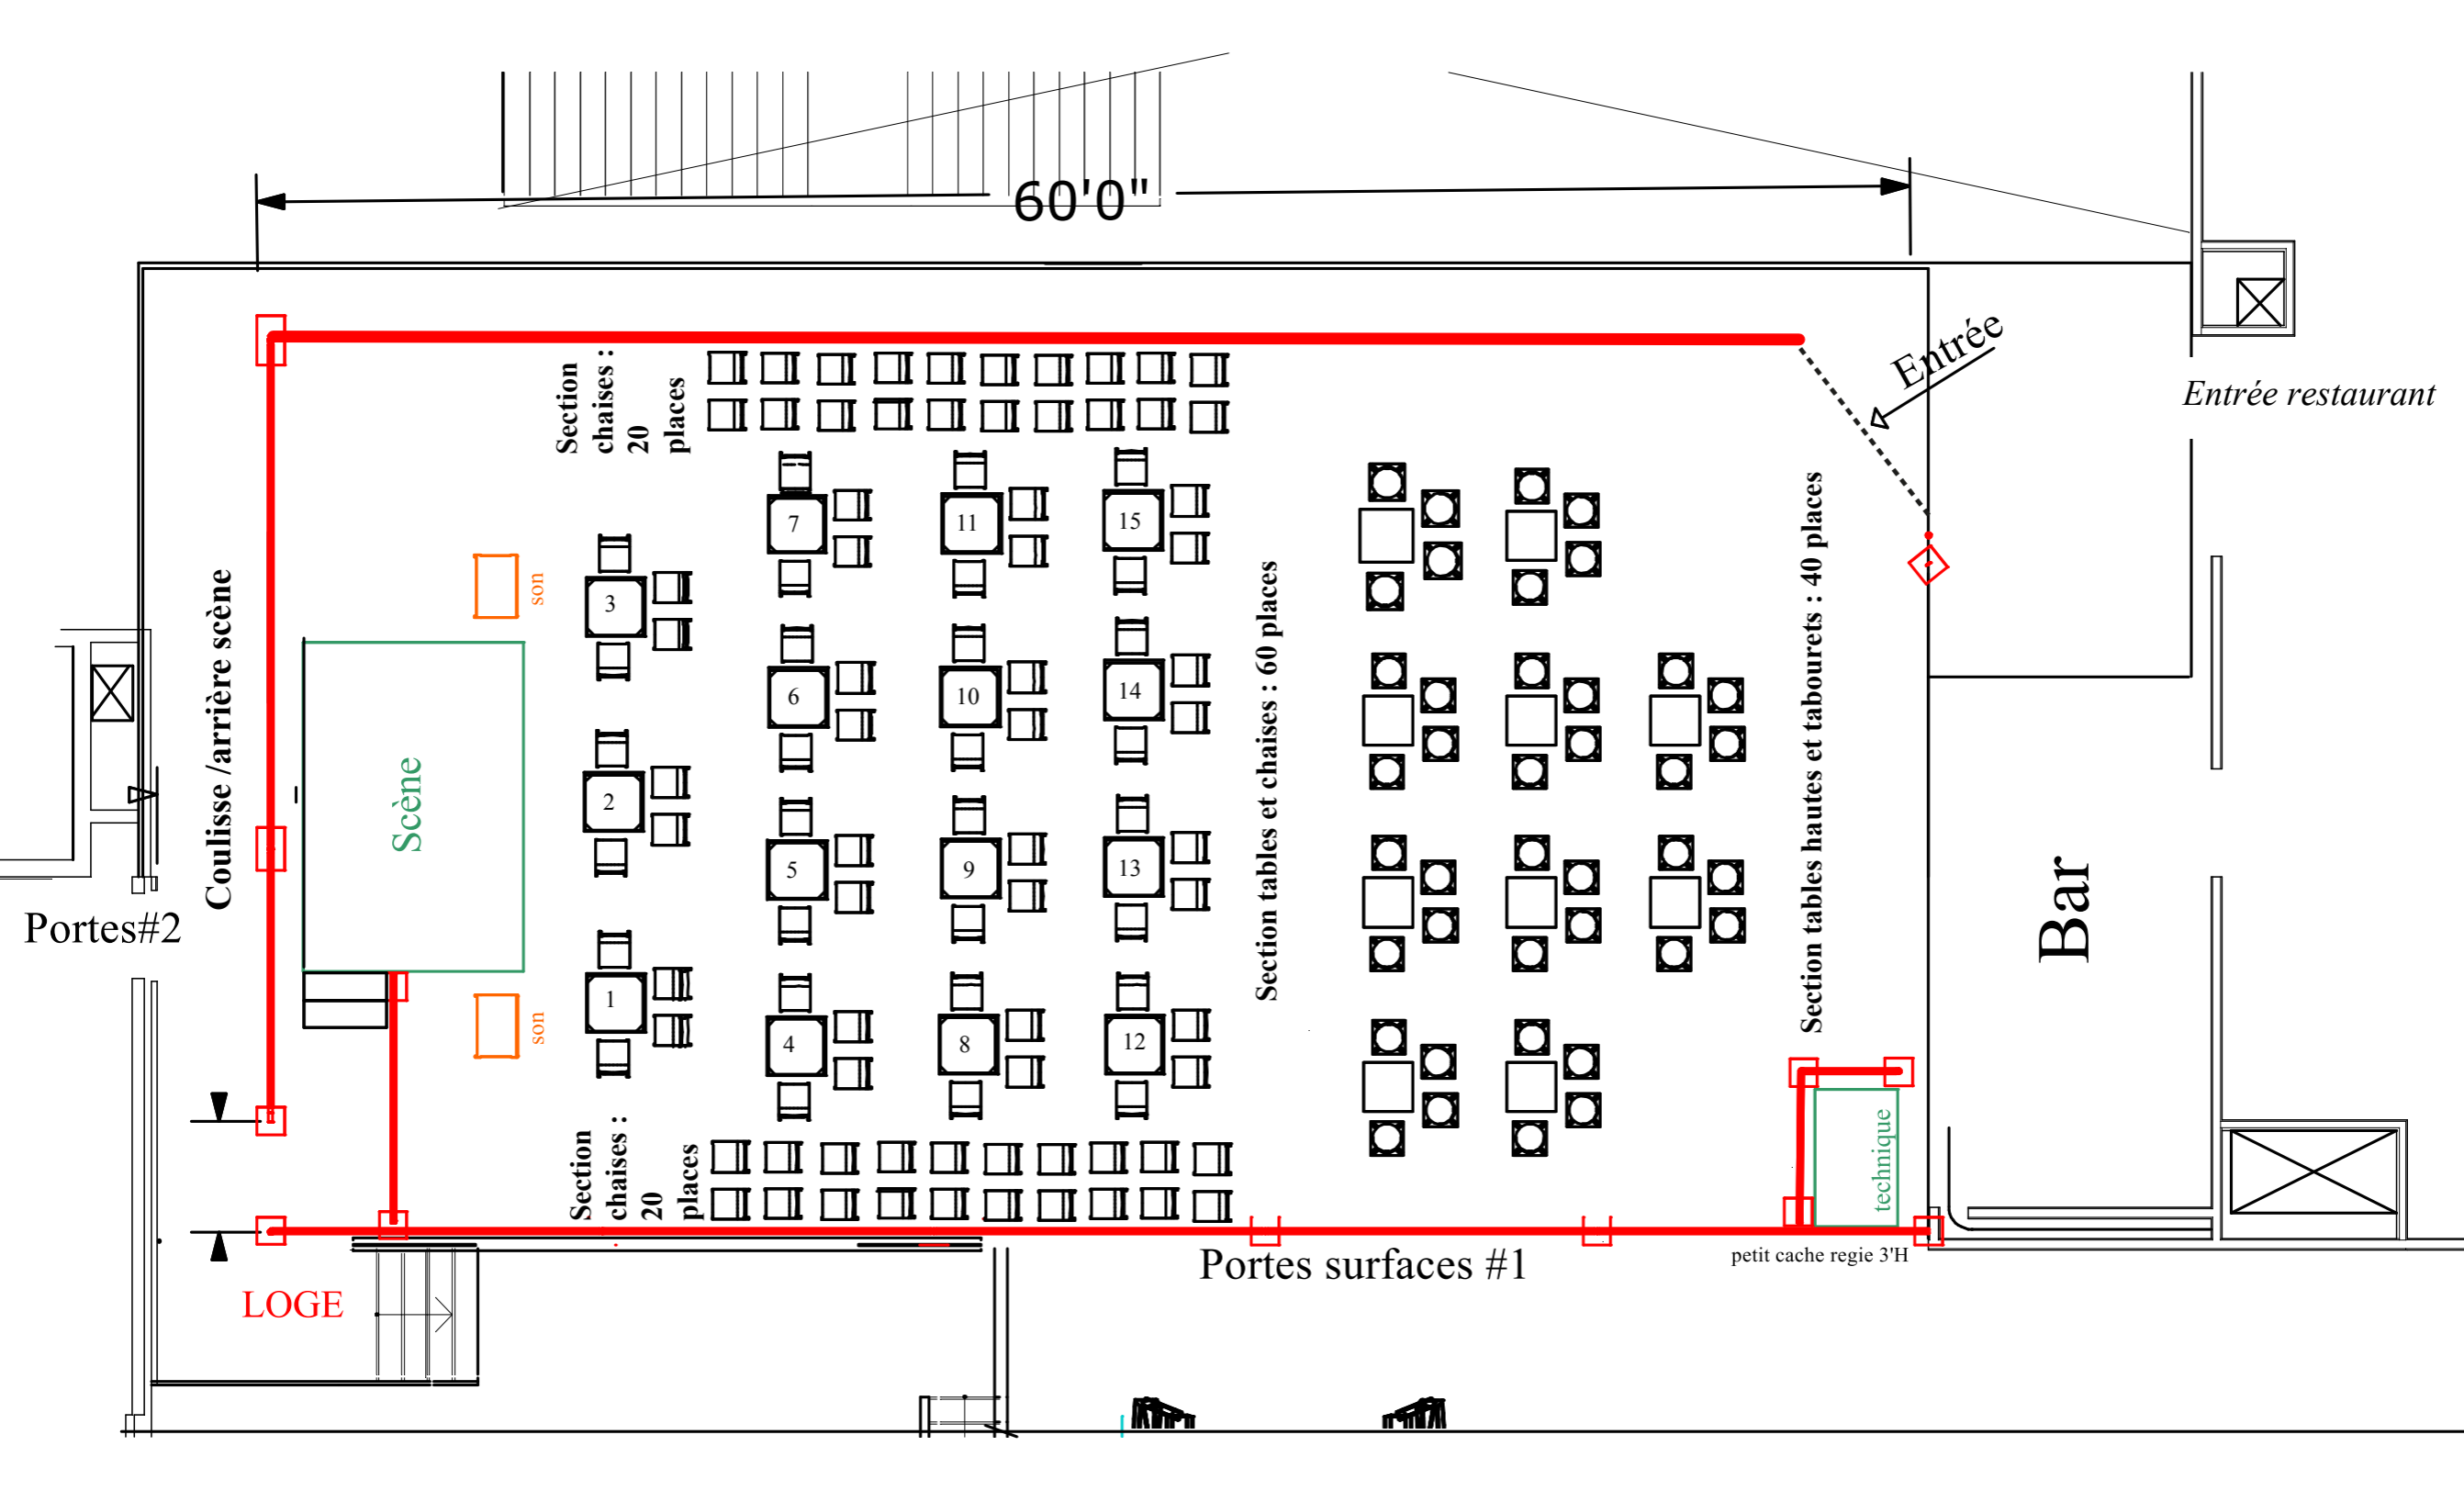 60'0"
Entrée
Entrée restaurant
Section
chaises :
20
places
Coulisse /arrière scène
Scène
son
son
3
2
1
7
6
5
4
11
10
9
8
15
14
13
12
Section tables et chaises : 60 places
Section tables hautes et tabourets : 40 places
Bar
Portes#2
Section
chaises :
20
places
technique
Portes surfaces #1
petit cache regie 3'H
LOGE